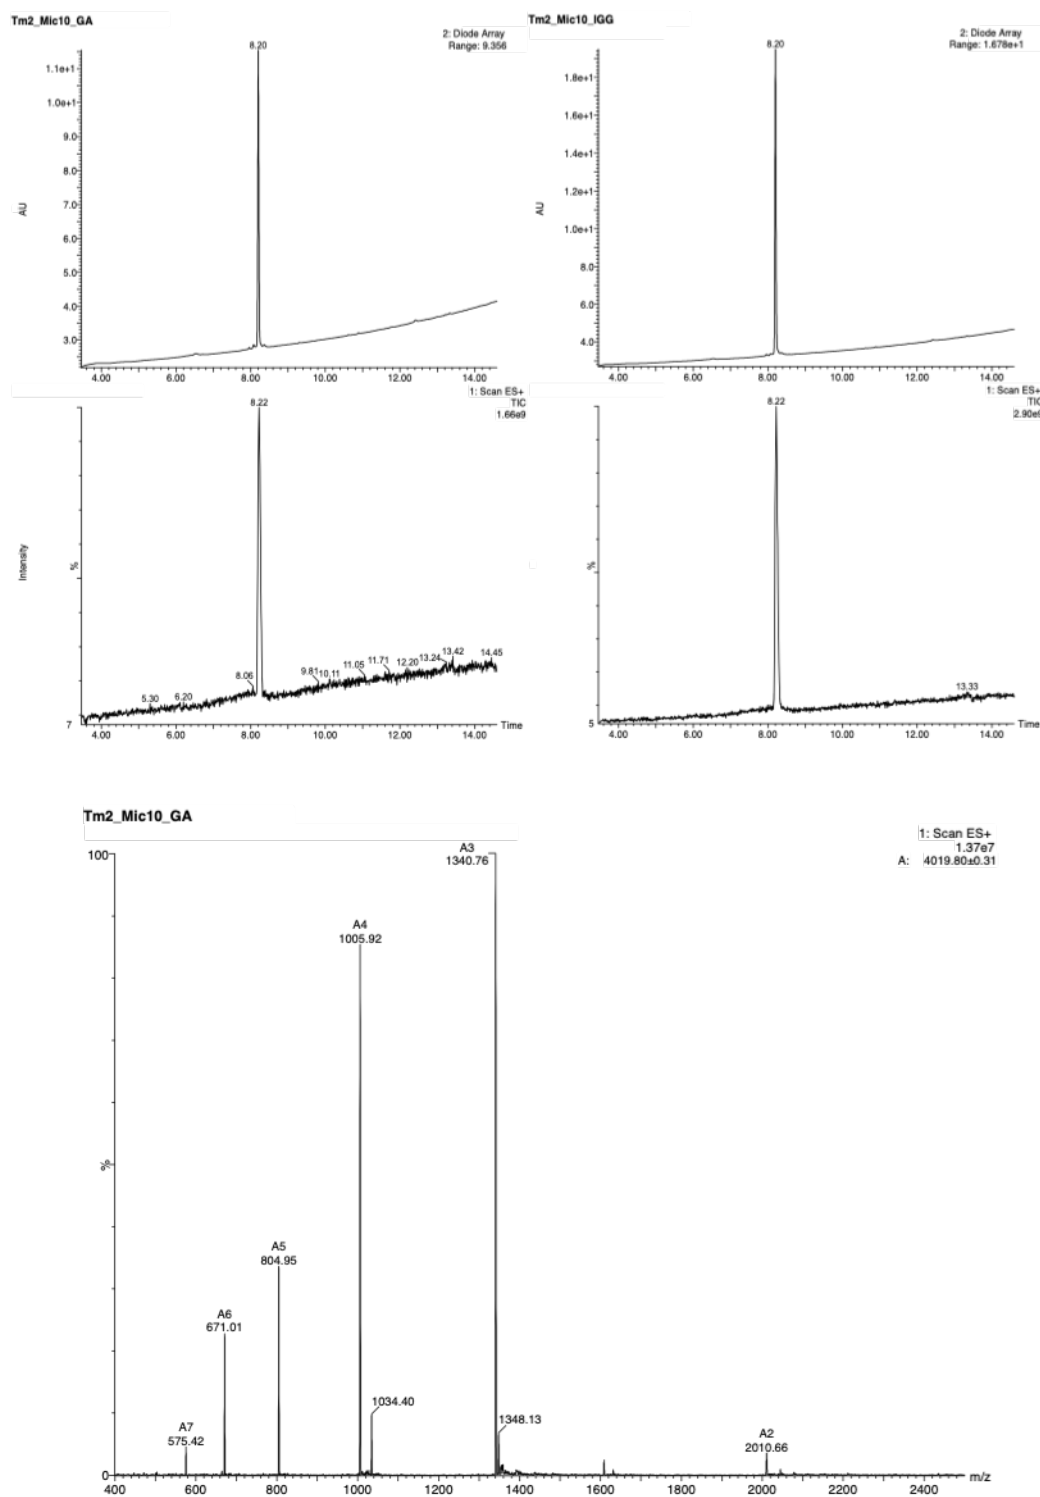 Tm2_Mic10_GA
2: Diode Array
Range: 9.356
8.20
1.1e+1
1.0e+1
9.0
8.0
7.0
6.0
5.0
4.0
3.0
AU
4.00 6.00 8.00 10.00 12.00 14.00
1: Scan ES+
TIC
1.66e9
8.22
Intensity
%
5.30 6.20 8.06 9.81 10.11 11.05 11.71 12.20 13.24 13.42 14.45
7
4.00 6.00 8.00 10.00 12.00 14.00
Time
Tm2_Mic10_IGG
2: Diode Array
Range: 1.678e+1
8.20
1.8e+1
1.6e+1
1.4e+1
1.2e+1
1.0e+1
8.0
6.0
4.0
AU
4.00 6.00 8.00 10.00 12.00 14.00
1: Scan ES+
TIC
2.90e9
8.22
%
13.33
5
4.00 6.00 8.00 10.00 12.00 14.00
Time
Tm2_Mic10_GA
1: Scan ES+
1.37e7
A: 4019.80±0.31
100
%
0
A3
1340.76
A4
1005.92
A5
804.95
A6
671.01
A7
575.42
1034.40
1348.13
A2
2010.66
400 600 800 1000 1200 1400 1600 1800 2000 2200 2400
m/z